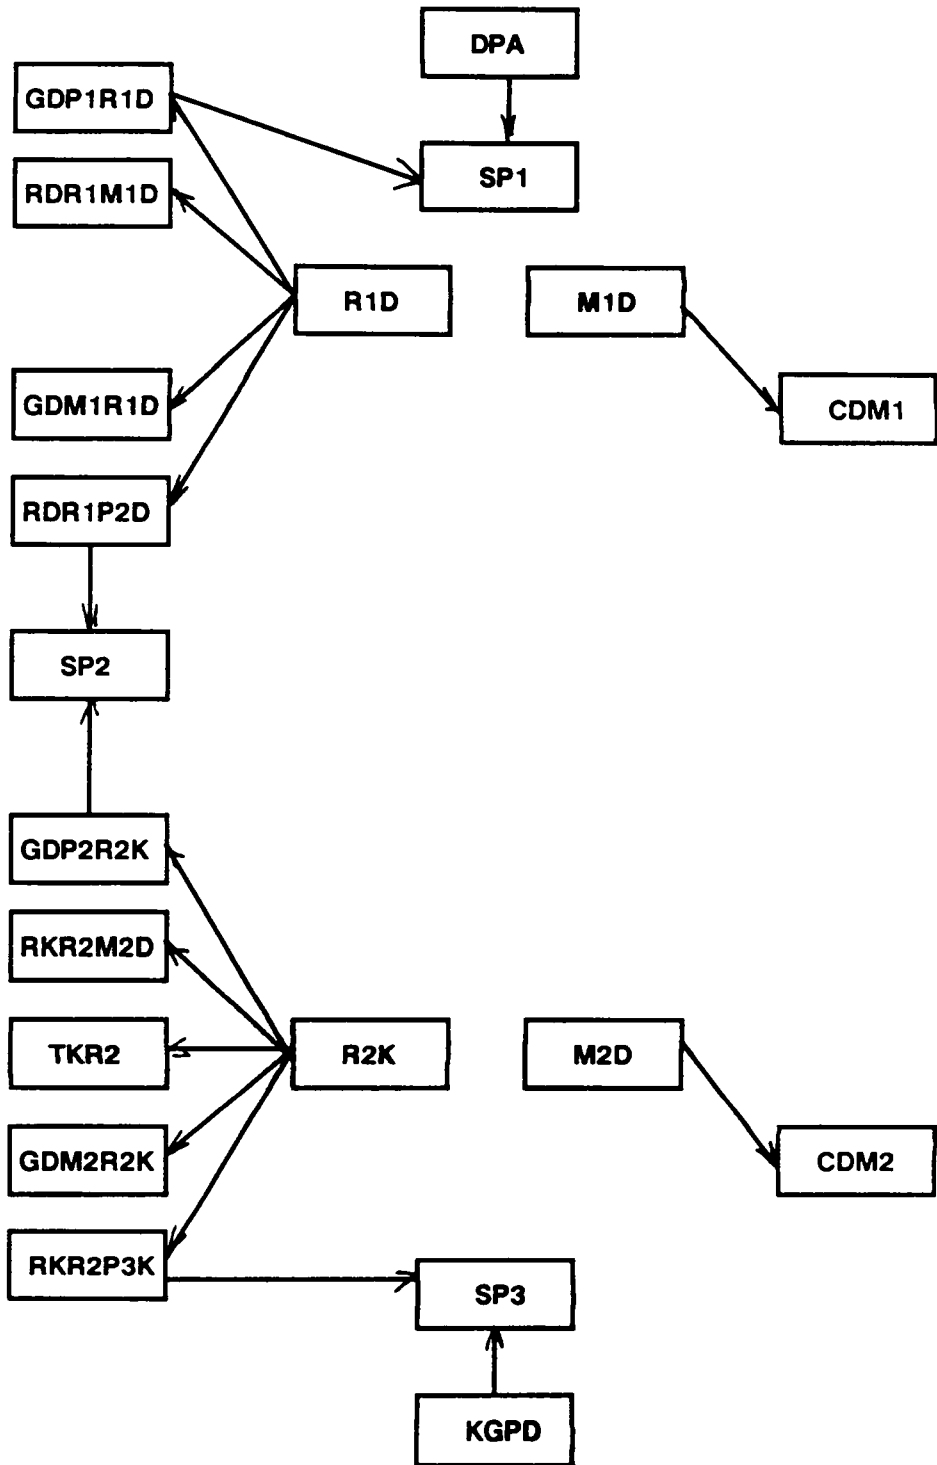 DPA
GDP1R1D
SP1
RDR1M1D
R1D
M1D
GDM1R1D
CDM1
RDR1P2D
SP2
GDP2R2K
RKR2M2D
TKR2
R2K
M2D
GDM2R2K
CDM2
RKR2P3K
SP3
KGPD